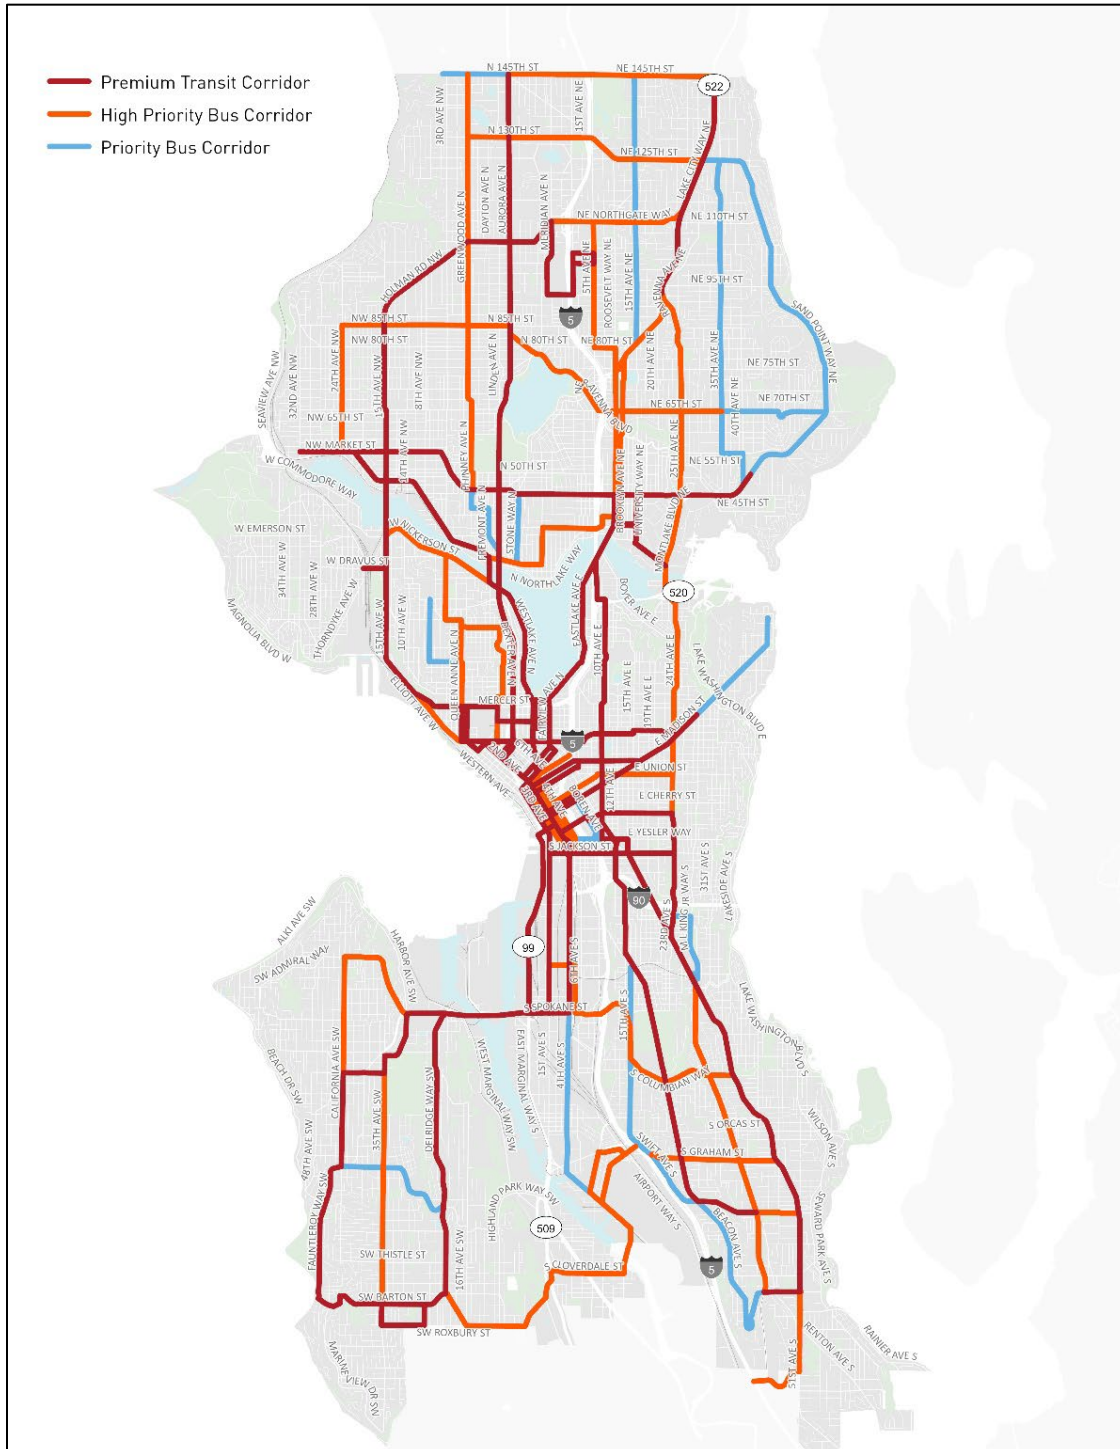 Premium Transit Corridor
High Priority Bus Corridor
Priority Bus Corridor
N 145TH ST
NE 145TH ST
522
3RD AVE NW
1ST AVE NE
N 130TH ST
NE 125TH ST
LAKE CITY WAY NE
GREENWOOD AVE N
DAYTON AVE N
AURORA AVE N
MERIDIAN AVE N
NE NORTHGATE WAY
NE 110TH ST
HOLMAN RD NW
5TH AVE NE
ROOSEVELT WAY NE
15TH AVE NE
RAVENNA AVE NE
NE 95TH ST
SAND POINT WAY NE
5
NW 85TH ST
N 85TH ST
NW 80TH ST
N 80TH ST
NE 80TH ST
SEAVIEW AVE NW
32ND AVE NW
24TH AVE NW
15TH AVE NW
8TH AVE NW
LINDEN AVE N
20TH AVE NE
35TH AVE NE
NE 75TH ST
NE RAVENNA BLVD
NE 70TH ST
NE 65TH ST
40TH AVE NE
NW 65TH ST
NW MARKET ST
14TH AVE NW
PHINNEY AVE N
N 50TH ST
25TH AVE NE
NE 55TH ST
W COMMODORE WAY
BROOKLYN AVE NE
UNIVERSITY WAY NE
NE 45TH ST
FREMONT AVE N
STONE WAY N
MONTLAKE BLVD NE
W EMERSON ST
W NICKERSON ST
W DRAVUS ST
34TH AVE W
28TH AVE W
THORNDYKE AVE W
MAGNOLIA BLVD W
15TH AVE W
10TH AVE W
N NORTHLAKE WAY
BOYER AVE E
520
QUEEN ANNE AVE N
DEXTER AVE N
WESTLAKE AVE N
FAIRVIEW AVE N
EASTLAKE AVE E
10TH AVE E
15TH AVE E
19TH AVE E
24TH AVE E
LAKE WASHINGTON BLVD E
ELLIOTT AVE W
MERCER ST
E MADISON ST
5
WESTERN AVE
2ND AVE
6TH AVE
3RD AVE
BOREN AVE
12TH AVE
E UNION ST
E CHERRY ST
E YESLER WAY
S JACKSON ST
31ST AVE S
LAKESIDE AVE S
90
23RD AVE S
M L KING JR WAY S
ALKI AVE SW
SW ADMIRAL WAY
HARBOR AVE SW
99
6TH AVE S
S SPOKANE ST
15TH AVE S
LAKE WASHINGTON BLVD S
BEACH DR SW
CALIFORNIA AVE SW
35TH AVE SW
DELRIDGE WAY SW
WEST MARGINAL WAY SW
EAST MARGINAL WAY S
1ST AVE S
4TH AVE S
S COLUMBIAN WAY
WILSON AVE S
S ORCAS ST
48TH AVE SW
SWIFT AVE S
S GRAHAM ST
AIRPORT WAY S
FAUNTLEROY WAY SW
HIGHLAND PARK WAY SW
509
BEACON AVE S
SEWARD PARK AVE S
SW THISTLE ST
16TH AVE SW
S CLOVERDALE ST
5
SW BARTON ST
SW ROXBURY ST
MARINE VIEW DR SW
51ST AVE S
RENTON AVE S
RAINIER AVE S